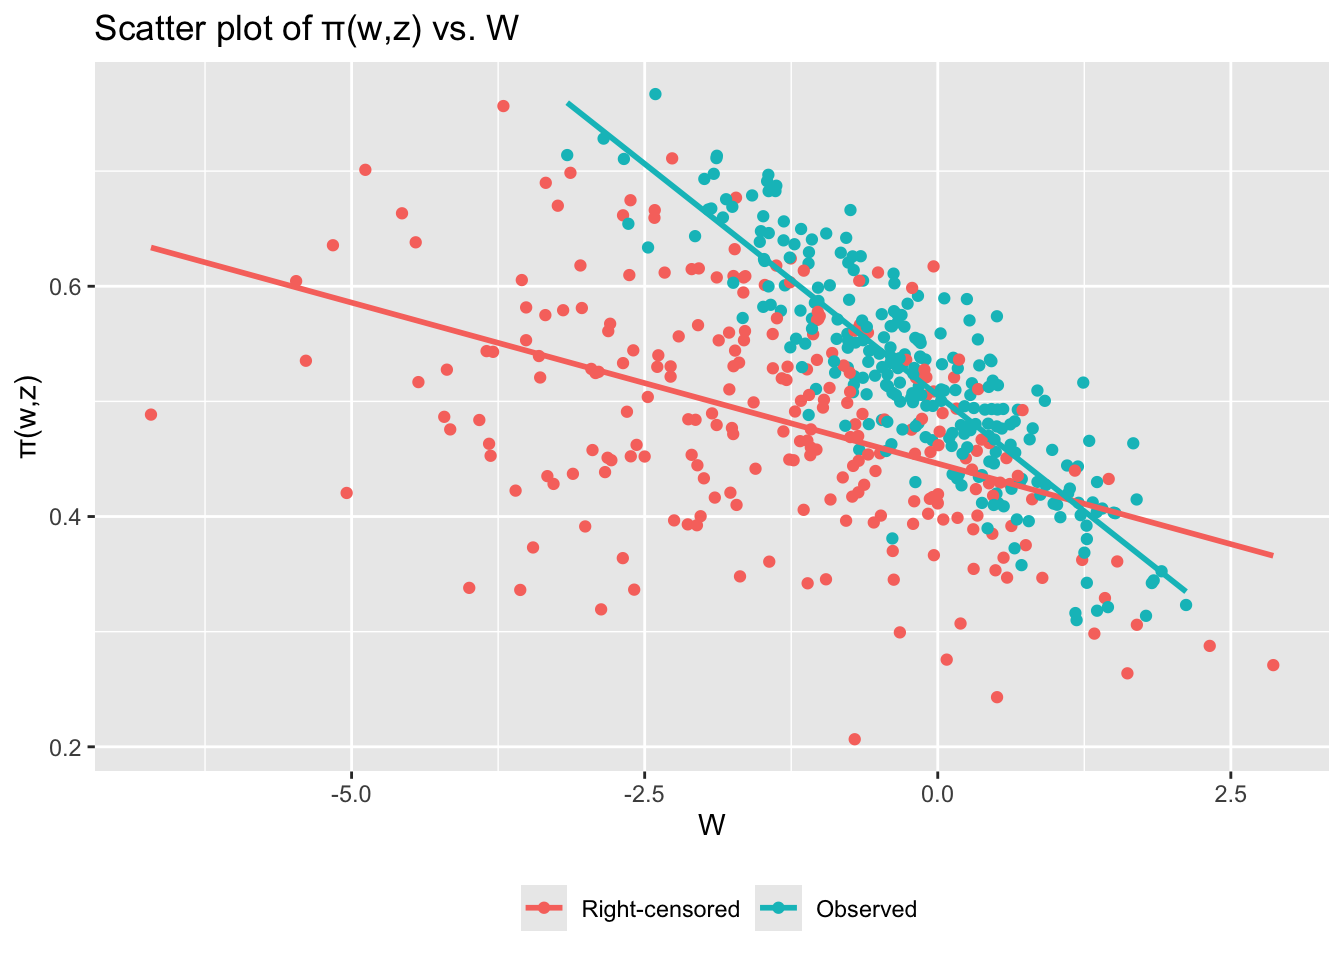 Scatter plot of π(w,z) vs. W
π(w,z)
0.6
0.4
0.2
-5.0 -2.5 0.0 2.5
W
Right-censored Observed